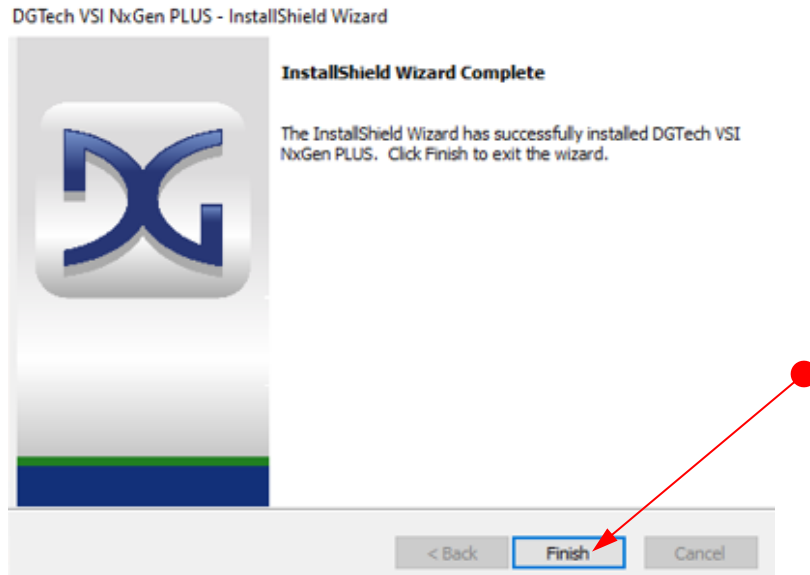 DGTech VSI NxGen PLUS - InstallShield Wizard
InstallShield Wizard Complete
The InstallShield Wizard has successfully installed DGTech VSI
NxGen PLUS. Click Finish to exit the wizard.
DG
< Back
Finish
Cancel